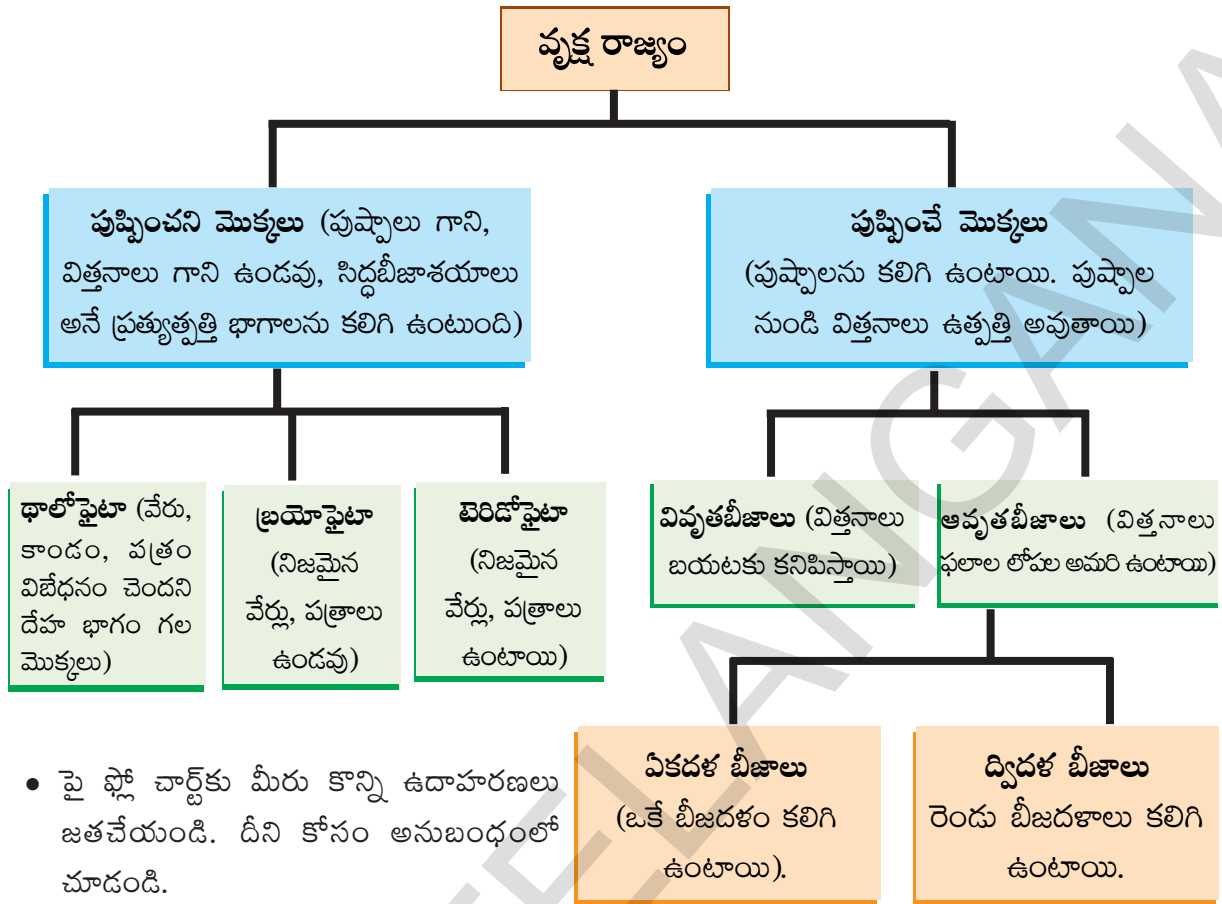 వృక్ష రాజ్యం
పుష్పించని మొక్కలు (పుష్పాలు గాని,
విత్తనాలు గాని ఉండవు, సిద్ధబీజాశయాలు
అనే ప్రత్యుత్పత్తి భాగాలను కలిగి ఉంటుంది)
పుష్పించే మొక్కలు
(పుష్పాలను కలిగి ఉంటాయి. పుష్పాల
నుండి విత్తనాలు ఉత్పత్తి అవుతాయి)
థాలోఫైటా (వేరు,
కాండం, పత్రం
విబేధనం చెందని
దేహ భాగం గల
మొక్కలు)
బ్రయోఫైటా
(నిజమైన
వేర్లు, పత్రాలు
ఉండవు)
టెరిడోఫైటా
(నిజమైన
వేర్లు, పత్రాలు
ఉంటాయి)
వివృతబీజాలు (విత్తనాలు
బయటకు కనిపిస్తాయి)
ఆవృతబీజాలు (విత్తనాలు
ఫలాల లోపల అమరి ఉంటాయి)
ఏకదళ బీజాలు
(ఒకే బీజదళం కలిగి
ఉంటాయి).
ద్విదళ బీజాలు
రెండు బీజదళాలు కలిగి
ఉంటాయి.
• పై ఫ్లో చార్ట్‌కు మీరు కొన్ని ఉదాహరణలు
జతచేయండి. దీని కోసం అనుబంధంలో
చూడండి.
TELANGANA